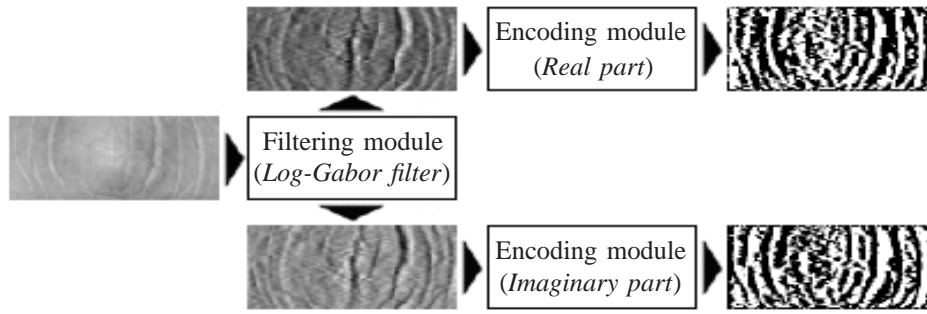 Encoding module
(Real part)
Filtering module
(Log-Gabor filter)
Encoding module
(Imaginary part)